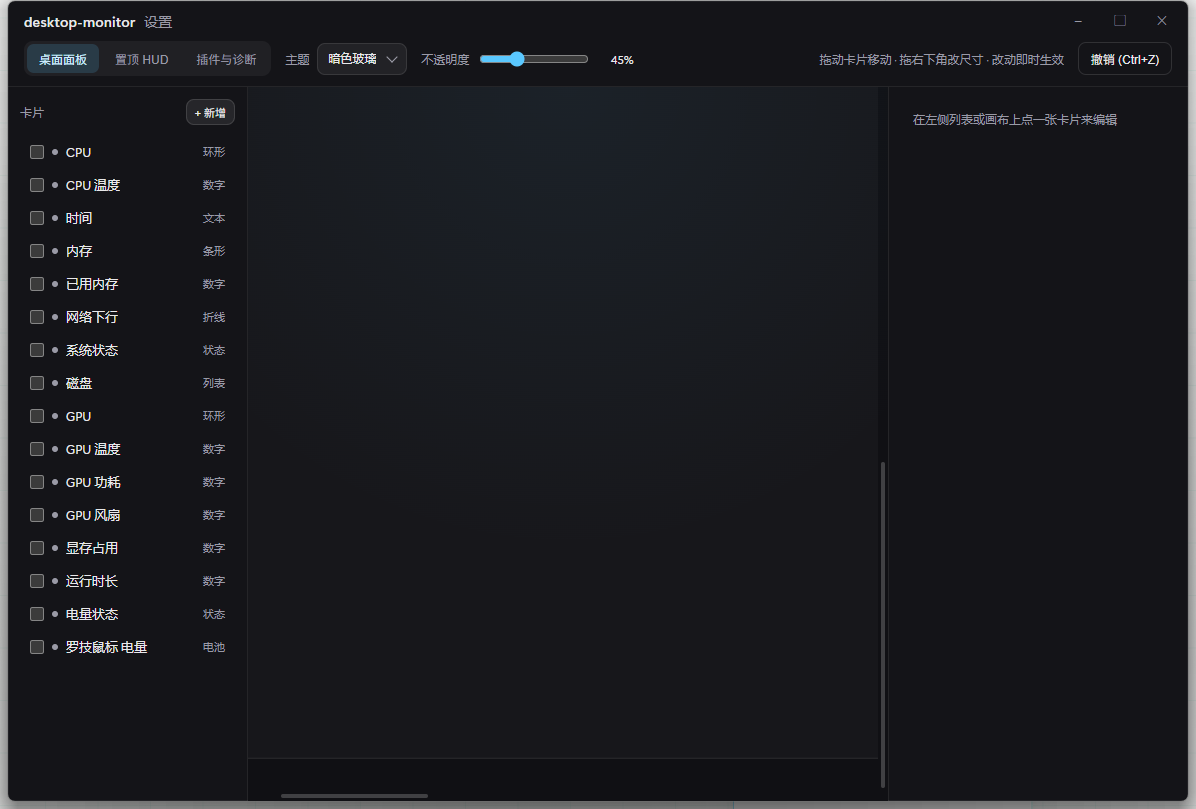 desktop-monitor 设置
桌面面板 置顶 HUD 插件与诊断 主题 暗色玻璃 不透明度 45% 拖动卡片移动 · 拖右下角改尺寸 · 改动即时生效 撤销 (Ctrl+Z)
卡片 + 新增
在左侧列表或画布上点一张卡片来编辑
CPU 环形
CPU 温度 数字
时间 文本
内存 条形
已用内存 数字
网络下行 折线
系统状态 状态
磁盘 列表
GPU 环形
GPU 温度 数字
GPU 功耗 数字
GPU 风扇 数字
显存占用 数字
运行时长 数字
电量状态 状态
罗技鼠标 电量 电池